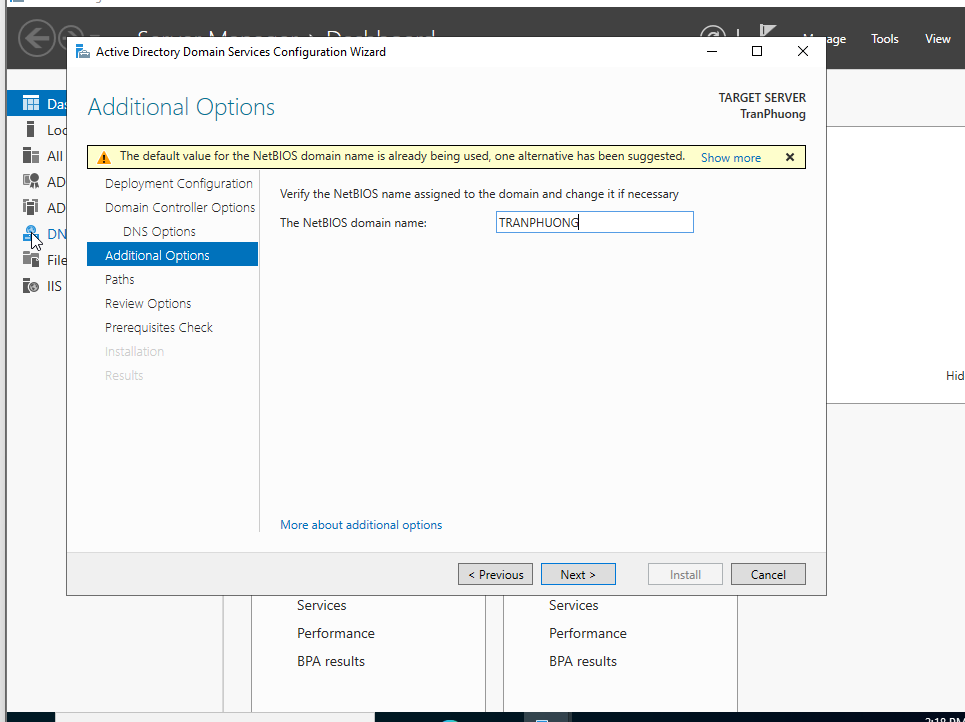 Server Manager › Dashboard
Manage
Tools
View
Active Directory Domain Services Configuration Wizard
Additional Options
TARGET SERVER
TranPhuong
The default value for the NetBIOS domain name is already being used, one alternative has been suggested. Show more
Deployment Configuration
Domain Controller Options
DNS Options
Additional Options
Paths
Review Options
Prerequisites Check
Installation
Results
Verify the NetBIOS name assigned to the domain and change it if necessary
The NetBIOS domain name: TRANPHUONG
More about additional options
< Previous
Next >
Install
Cancel
Das
Loc
All
AD
AD
DN
File
IIS
Hid
Services
Performance
BPA results
Services
Performance
BPA results
2:18 PM